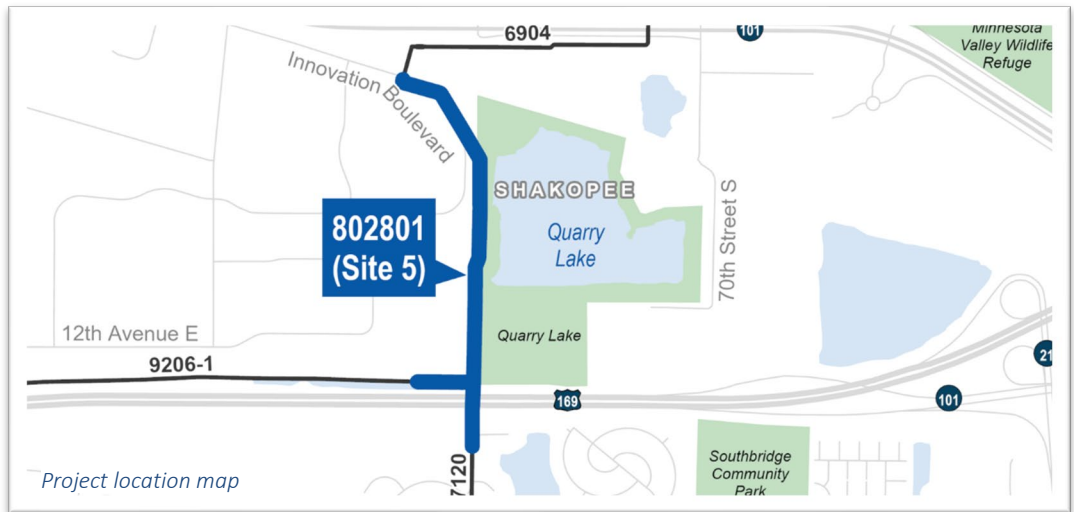 6904
101
Minnesota
Valley Wildlife
Refuge
Innovation Boulevard
SHAKOPEE
802801
(Site 5)
Quarry
Lake
70th Street S
12th Avenue E
Quarry Lake
9206-1
21
169
101
7120
Southbridge
Community
Park
Project location map